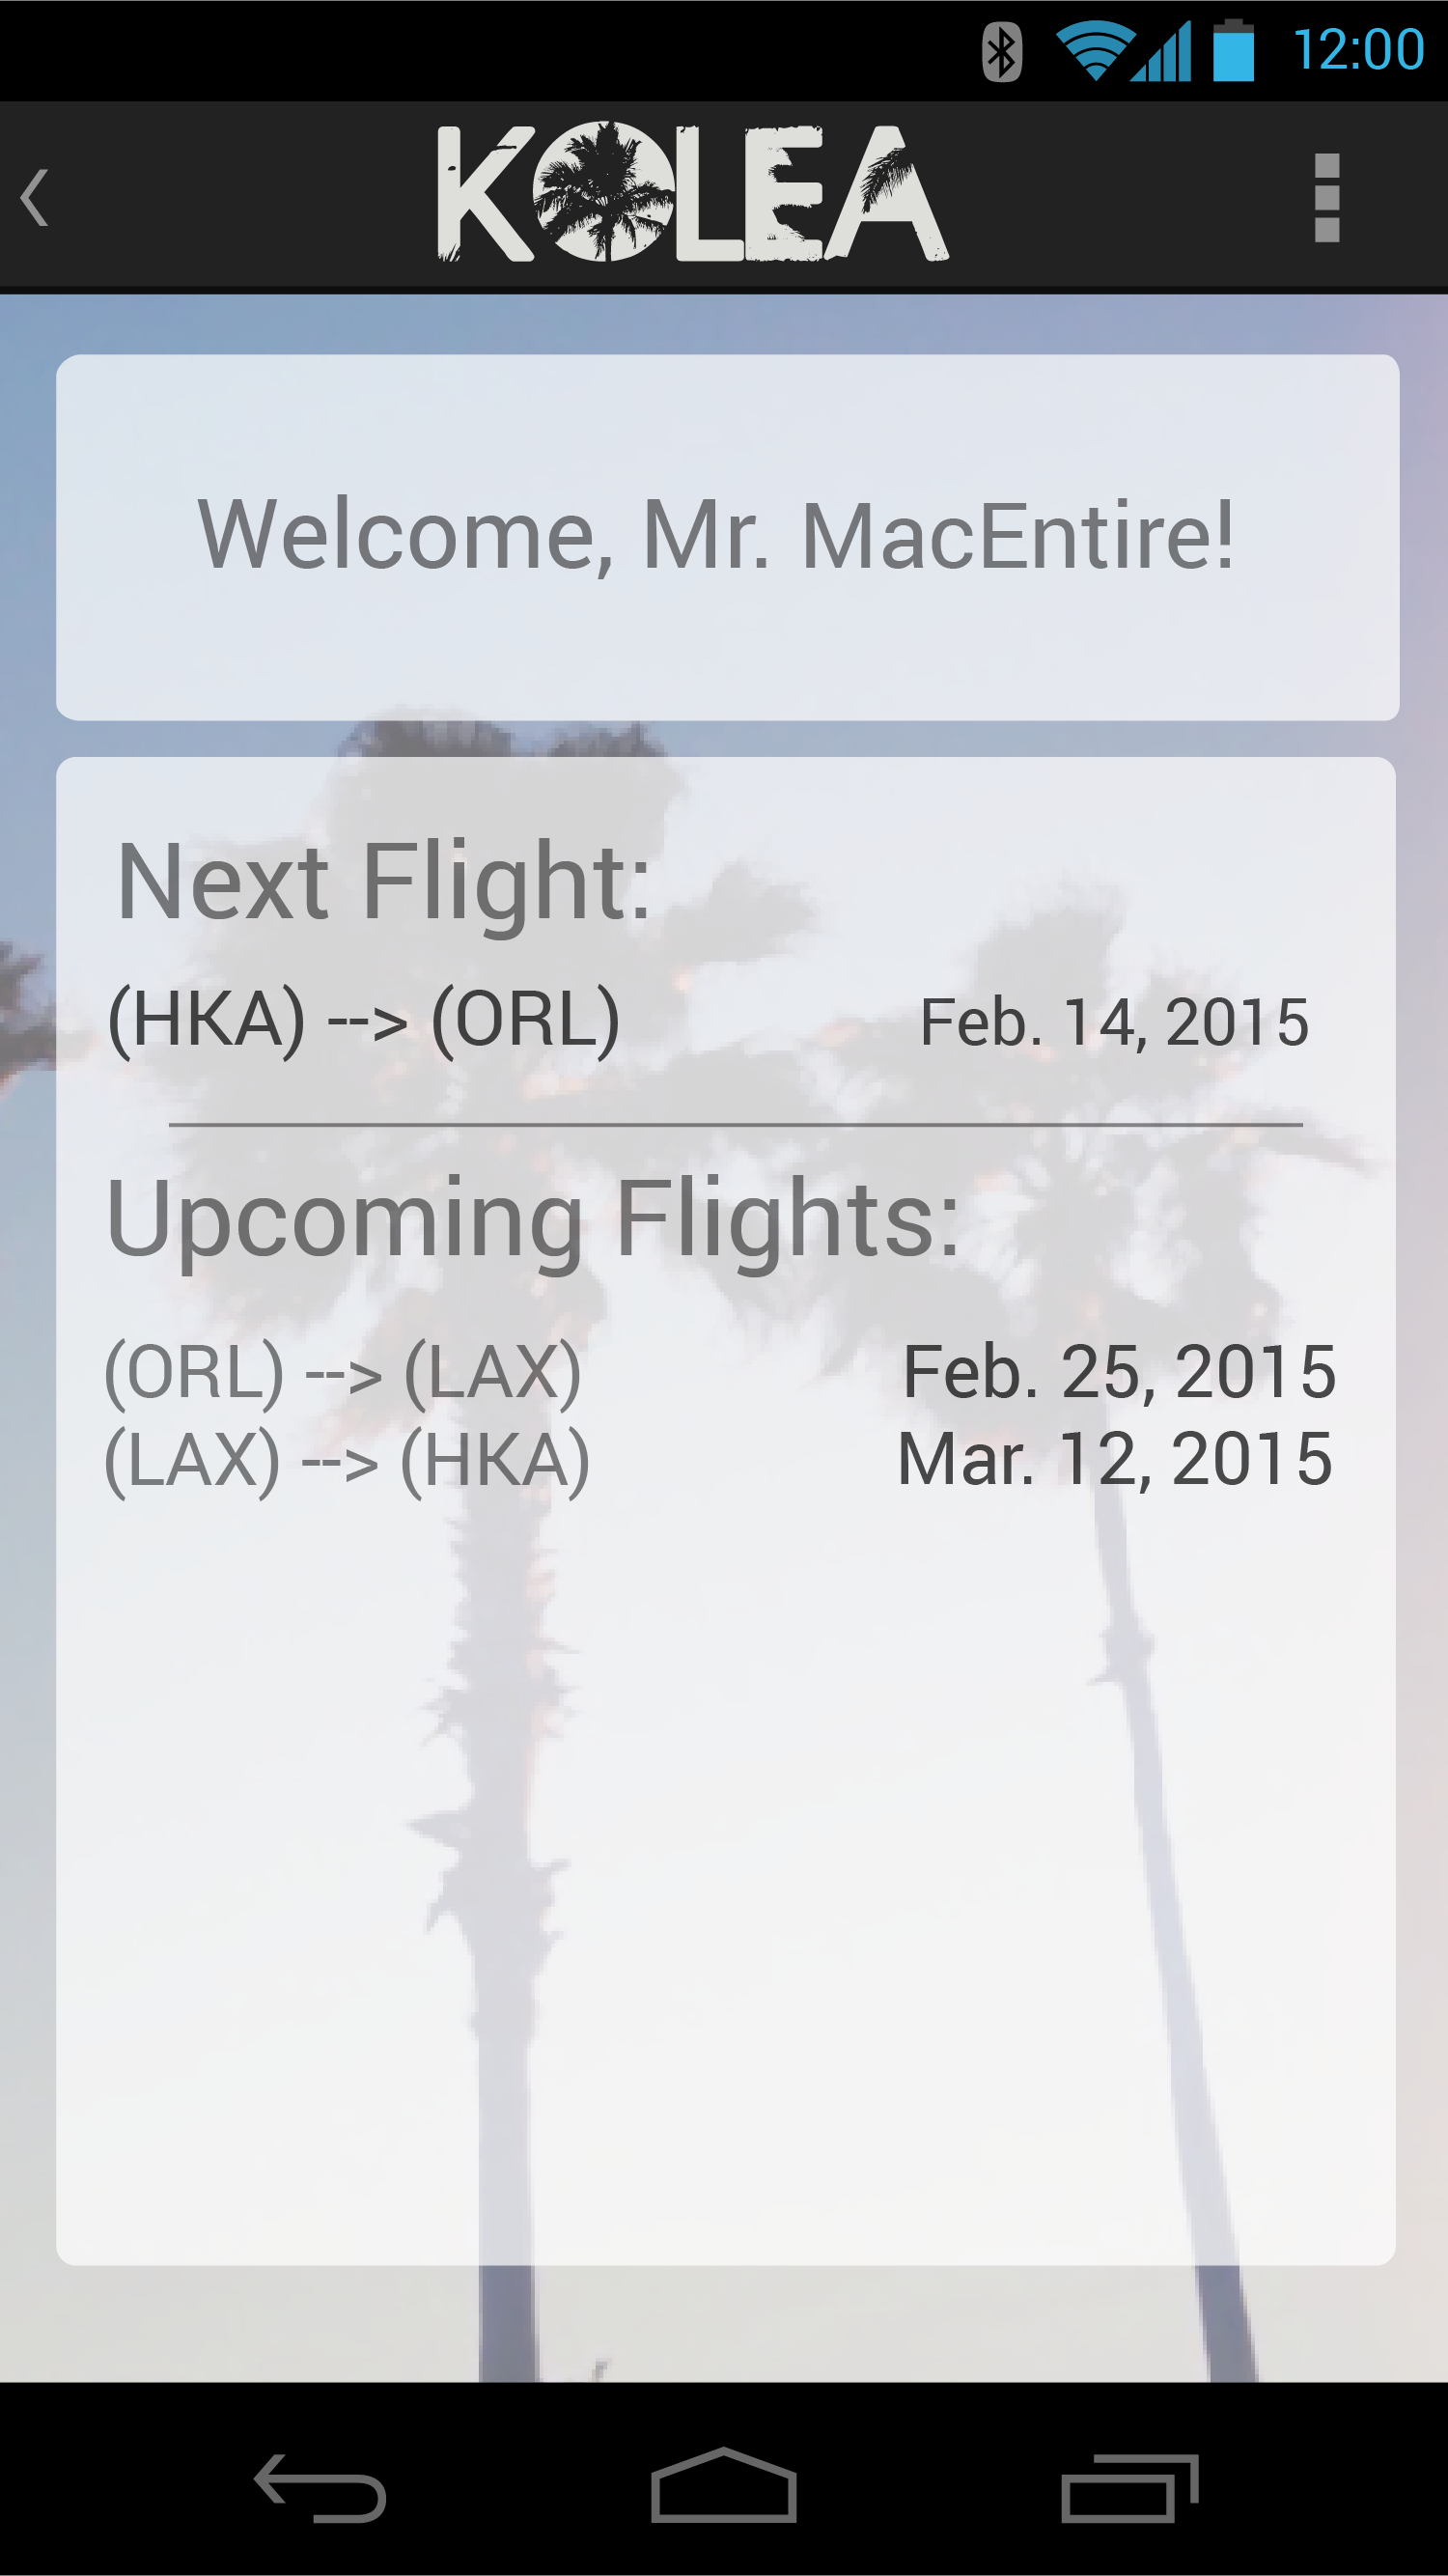 12:00
KOLEA
Welcome, Mr. MacEntire!
Next Flight:
(HKA) --> (ORL) Feb. 14, 2015
Upcoming Flights:
(ORL) --> (LAX) Feb. 25, 2015
(LAX) --> (HKA) Mar. 12, 2015